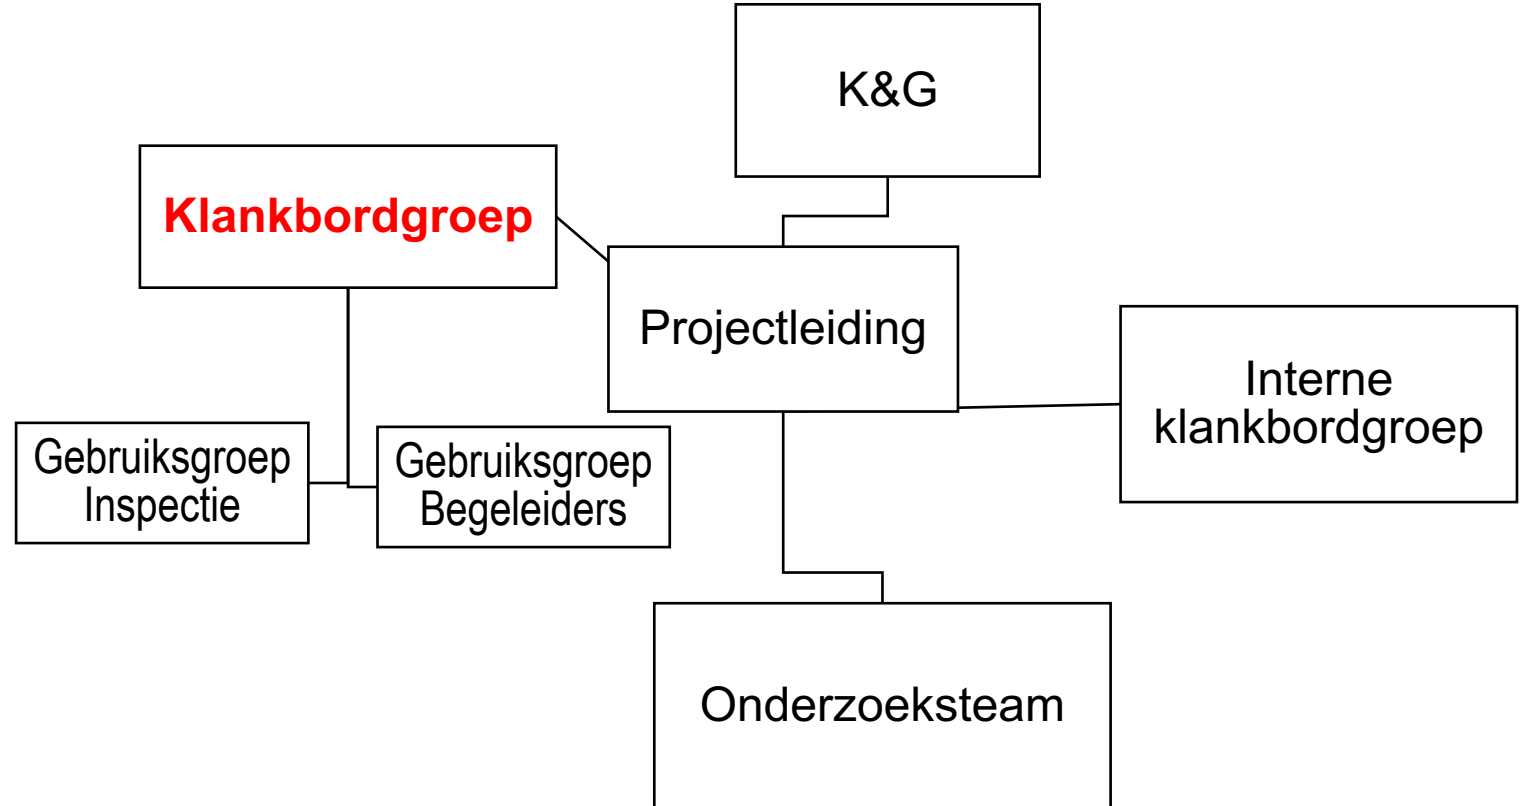 K&G
Klankbordgroep
Projectleiding
Interne
klankbordgroep
Gebruiksgroep
Inspectie
Gebruiksgroep
Begeleiders
Onderzoeksteam